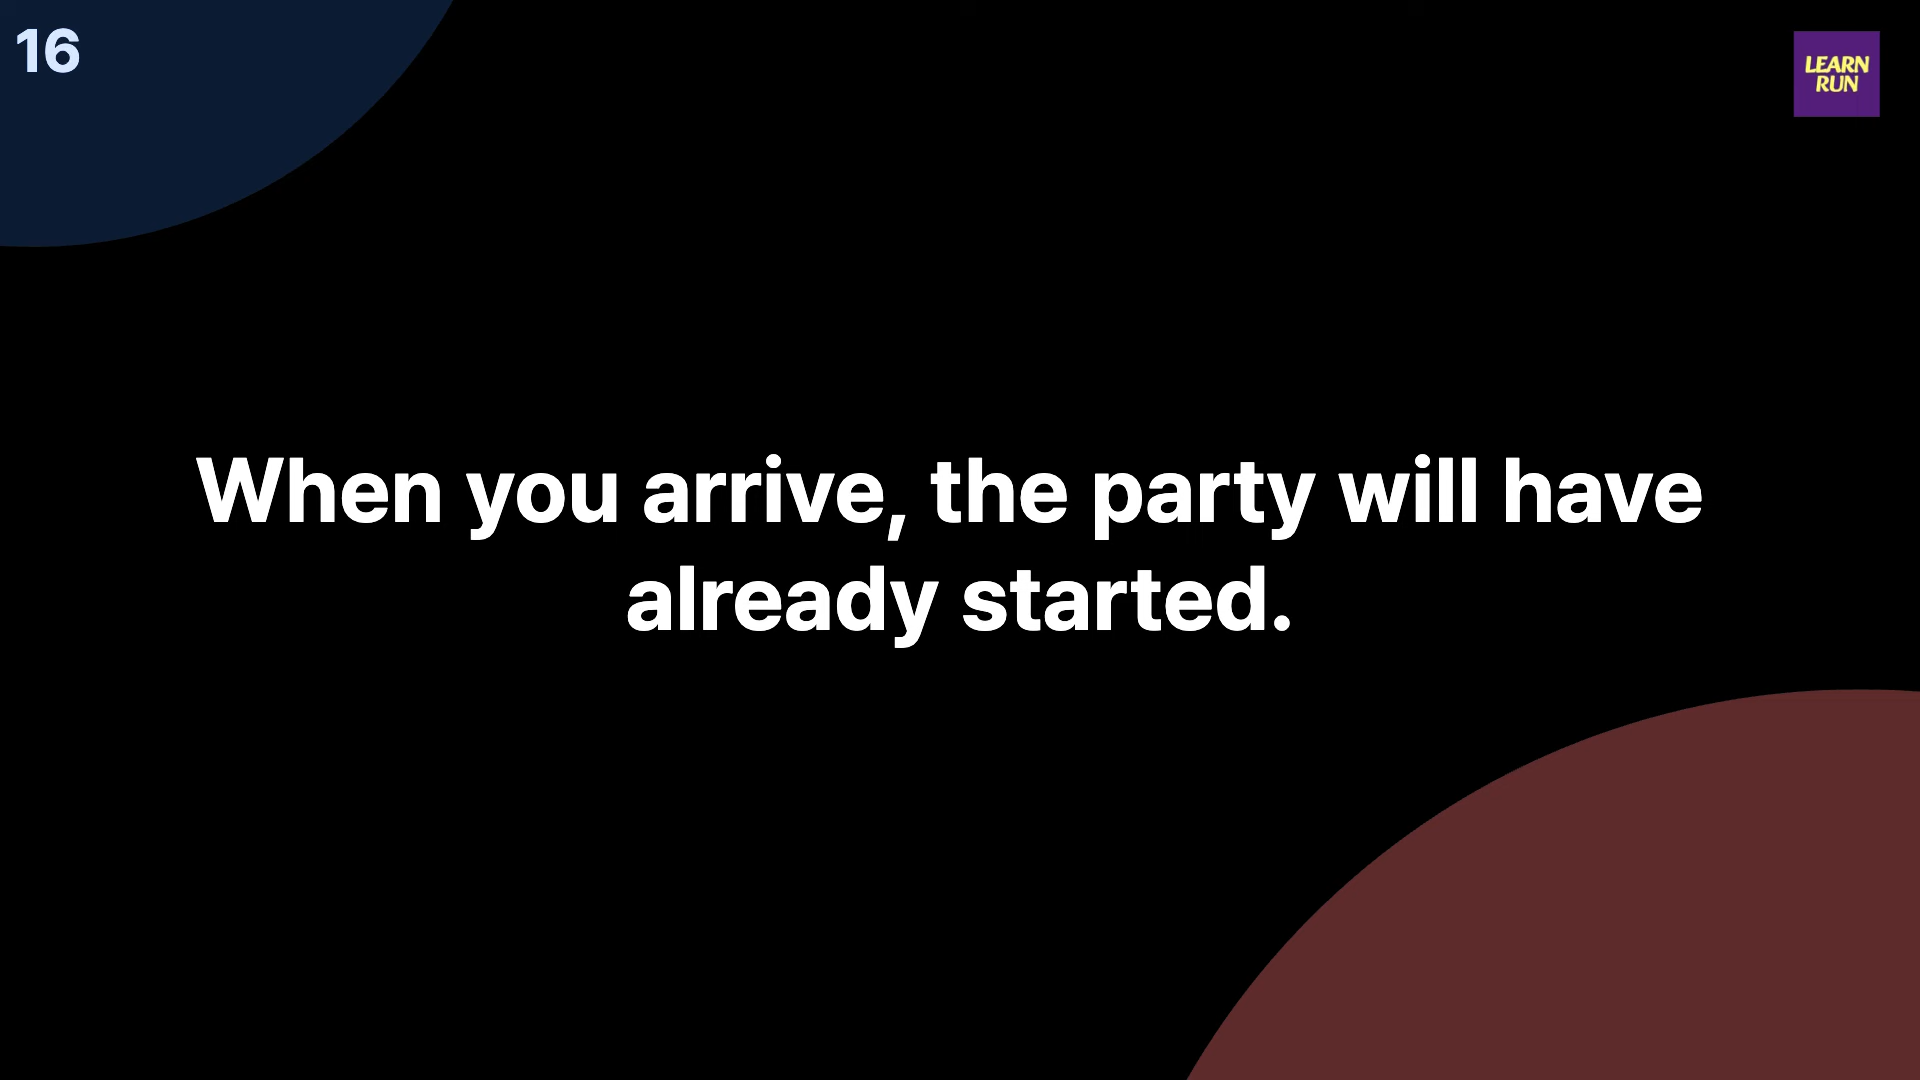 16
LEARN
RUN
When you arrive, the party will have
already started.